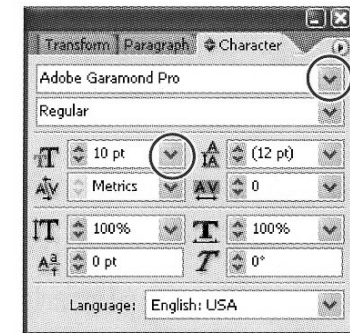 Transform Paragraph Character
Adobe Garamond Pro
Regular
10 pt (12 pt)
Metrics 0
100% 100%
0 pt 0°
Language: English: USA